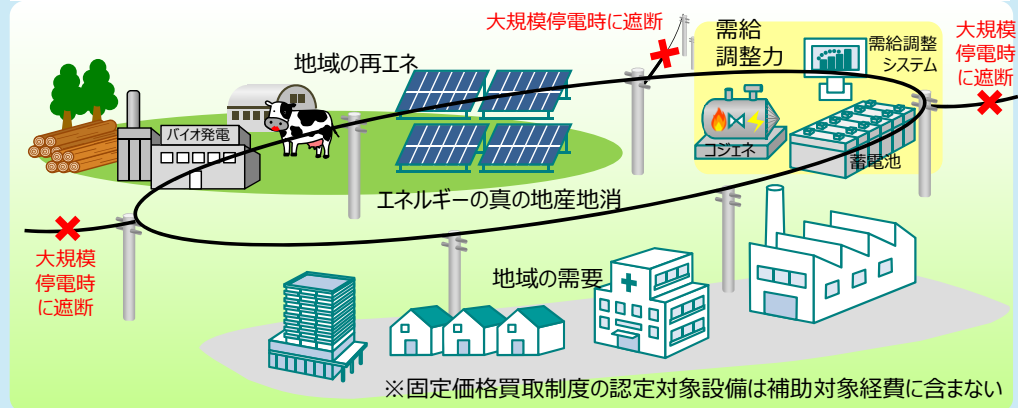 大規模停電時に遮断
需給
調整力
需給調整
システム
大規模
停電時
に遮断
地域の再エネ
バイオ発電
コジェネ
蓄電池
エネルギーの真の地産地消
大規模
停電時
に遮断
地域の需要
※固定価格買取制度の認定対象設備は補助対象経費に含まない